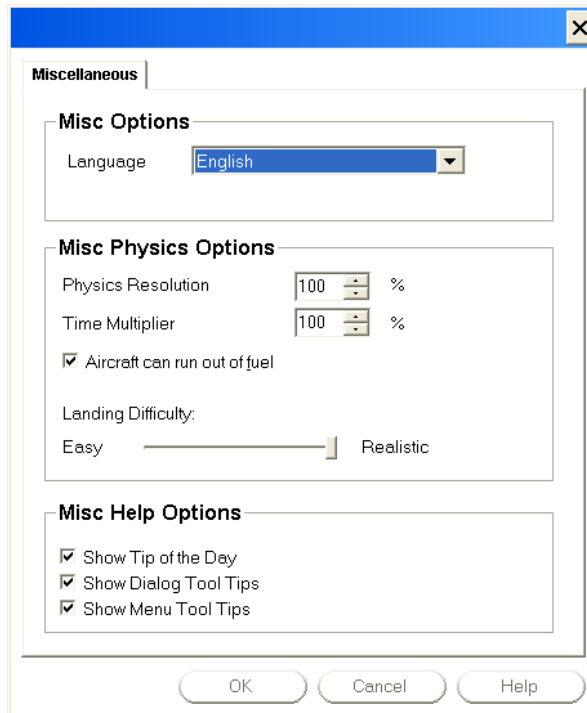 Miscellaneous
Misc Options
Language English
Misc Physics Options
Physics Resolution 100 %
Time Multiplier 100 %
Aircraft can run out of fuel
Landing Difficulty:
Easy Realistic
Misc Help Options
Show Tip of the Day
Show Dialog Tool Tips
Show Menu Tool Tips
OK Cancel Help